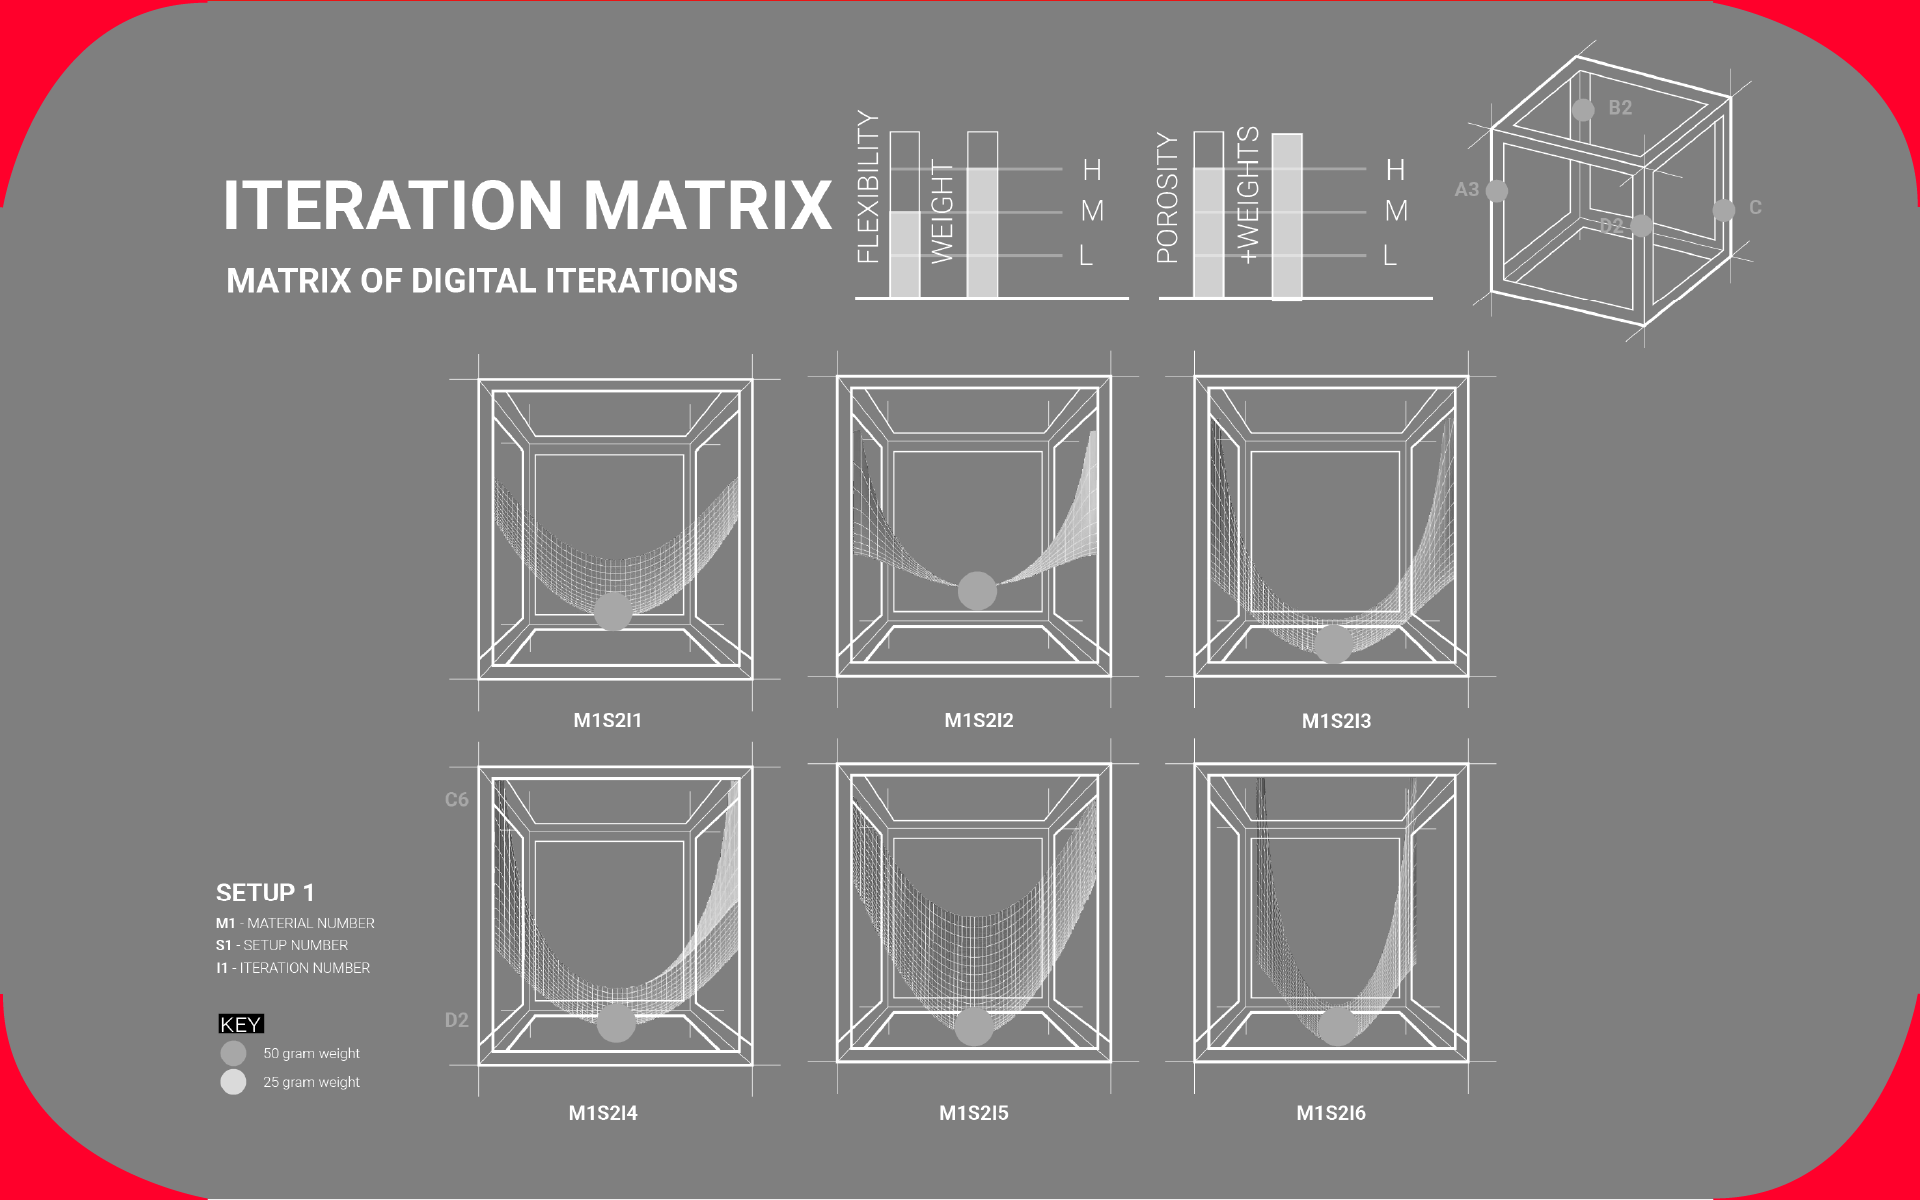 ITERATION MATRIX
MATRIX OF DIGITAL ITERATIONS
FLEXIBILITY
WEIGHT
H
M
L
POROSITY
+WEIGHTS
H
M
L
B2
A3
D2
C
M1S2I1
M1S2I2
M1S2I3
C6
D2
SETUP 1
M1 - MATERIAL NUMBER
S1 - SETUP NUMBER
I1 - ITERATION NUMBER
KEY
50 gram weight
25 gram weight
M1S2I4
M1S2I5
M1S2I6